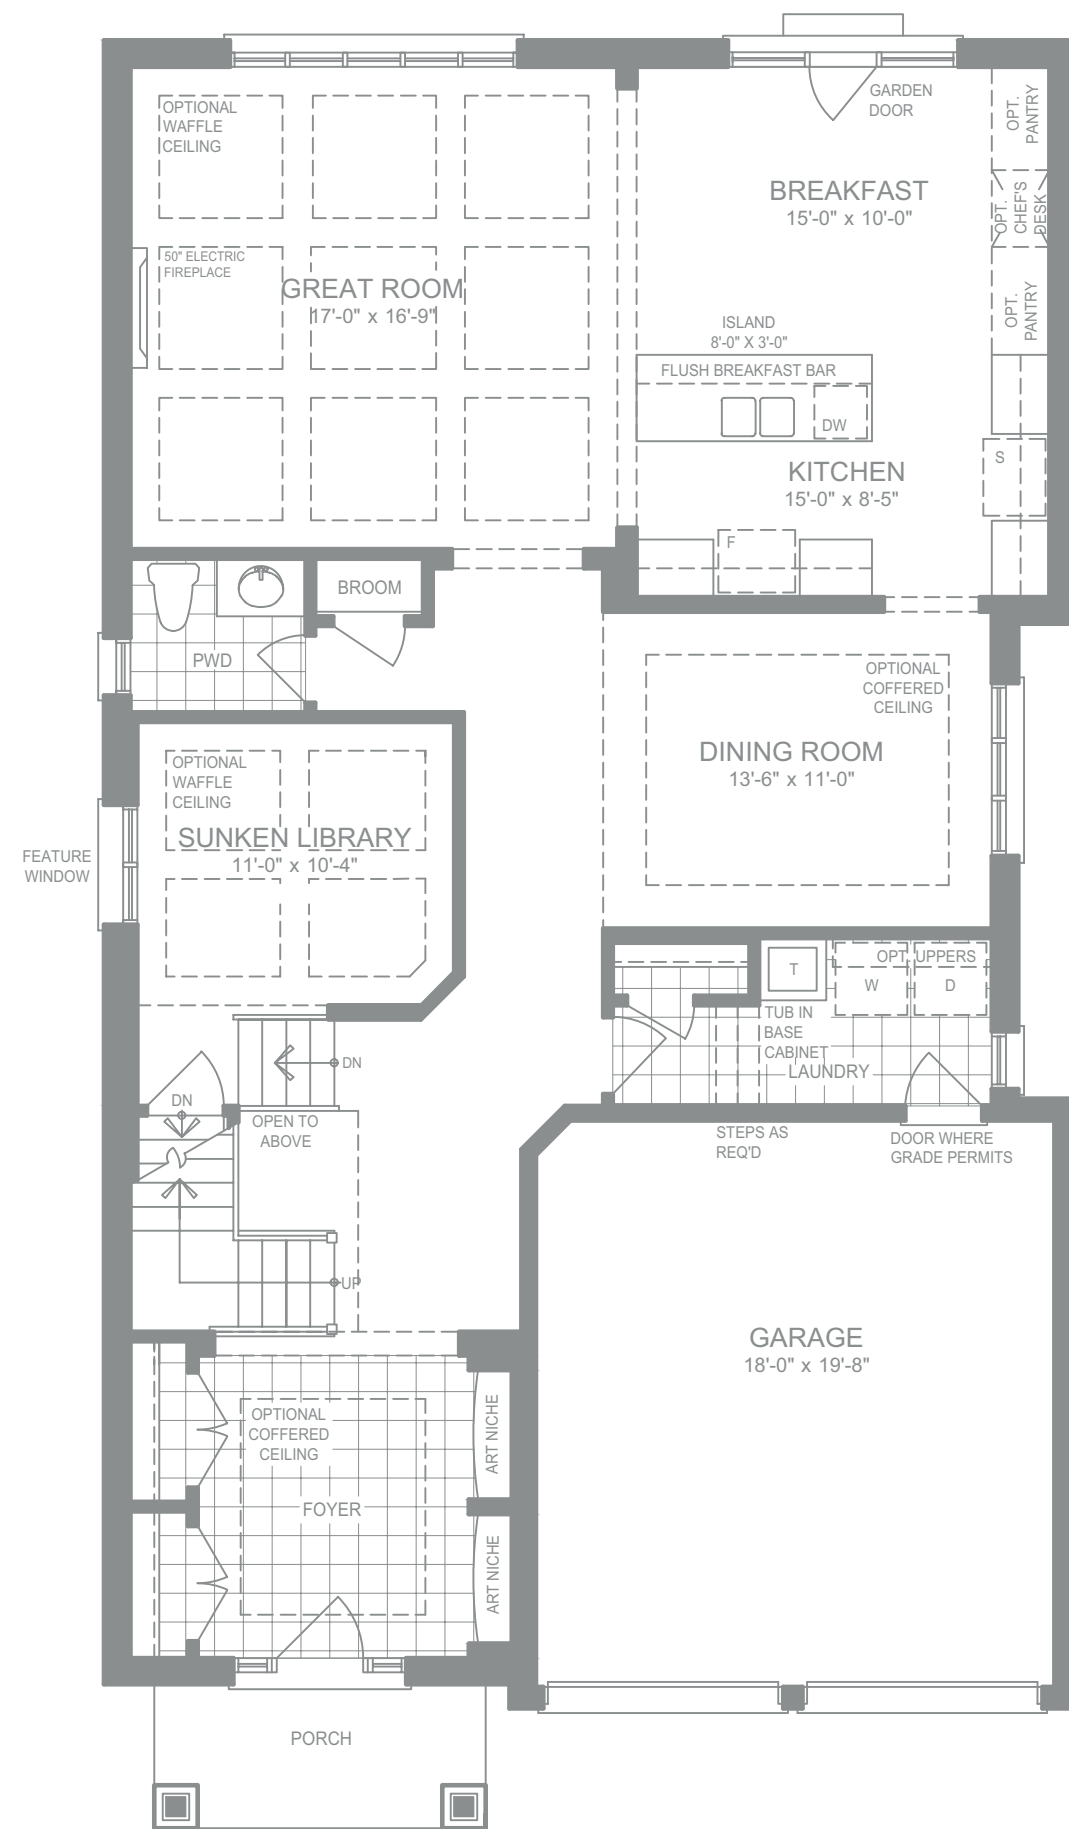 OPTIONAL
WAFFLE
CEILING
GARDEN
DOOR
OPT.
PANTRY
BREAKFAST
15'-0" x 10'-0"
OPT.
CHEF'S
DESK
50" ELECTRIC
FIREPLACE
GREAT ROOM
17'-0" x 16'-9"
OPT.
PANTRY
ISLAND
8'-0" X 3'-0"
FLUSH BREAKFAST BAR
DW
KITCHEN
15'-0" x 8'-5"
S
F
BROOM
PWD
OPTIONAL
COFFERED
CEILING
DINING ROOM
13'-6" x 11'-0"
OPTIONAL
WAFFLE
CEILING
SUNKEN LIBRARY
11'-0" x 10'-4"
FEATURE
WINDOW
T
OPT. UPPERS
W
D
TUB IN
BASE
CABINET
LAUNDRY
DN
DN
OPEN TO
ABOVE
STEPS AS
REQ'D
DOOR WHERE
GRADE PERMITS
UP
GARAGE
18'-0" x 19'-8"
OPTIONAL
COFFERED
CEILING
ART NICHE
FOYER
ART NICHE
PORCH